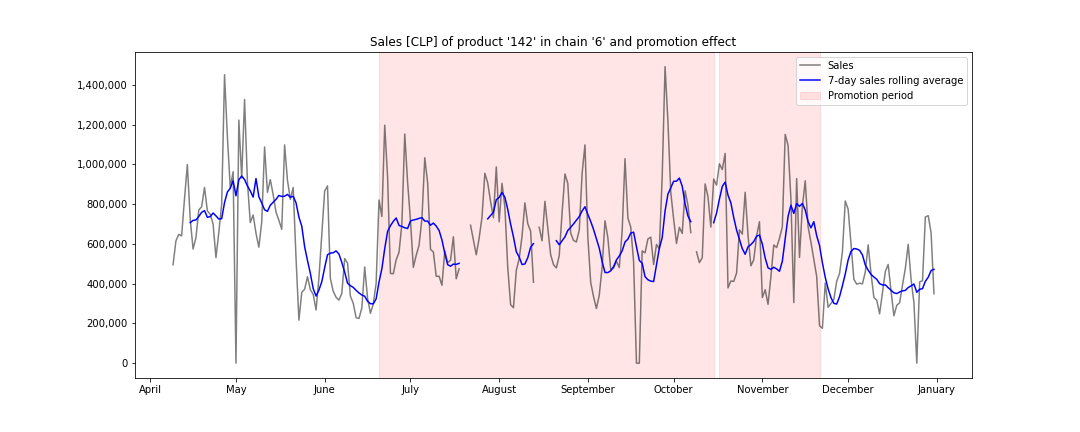 Sales [CLP] of product '142' in chain '6' and promotion effect
Sales
7-day sales rolling average
Promotion period
1,400,000
1,200,000
1,000,000
800,000
600,000
400,000
200,000
0
April May June July August September October November December January